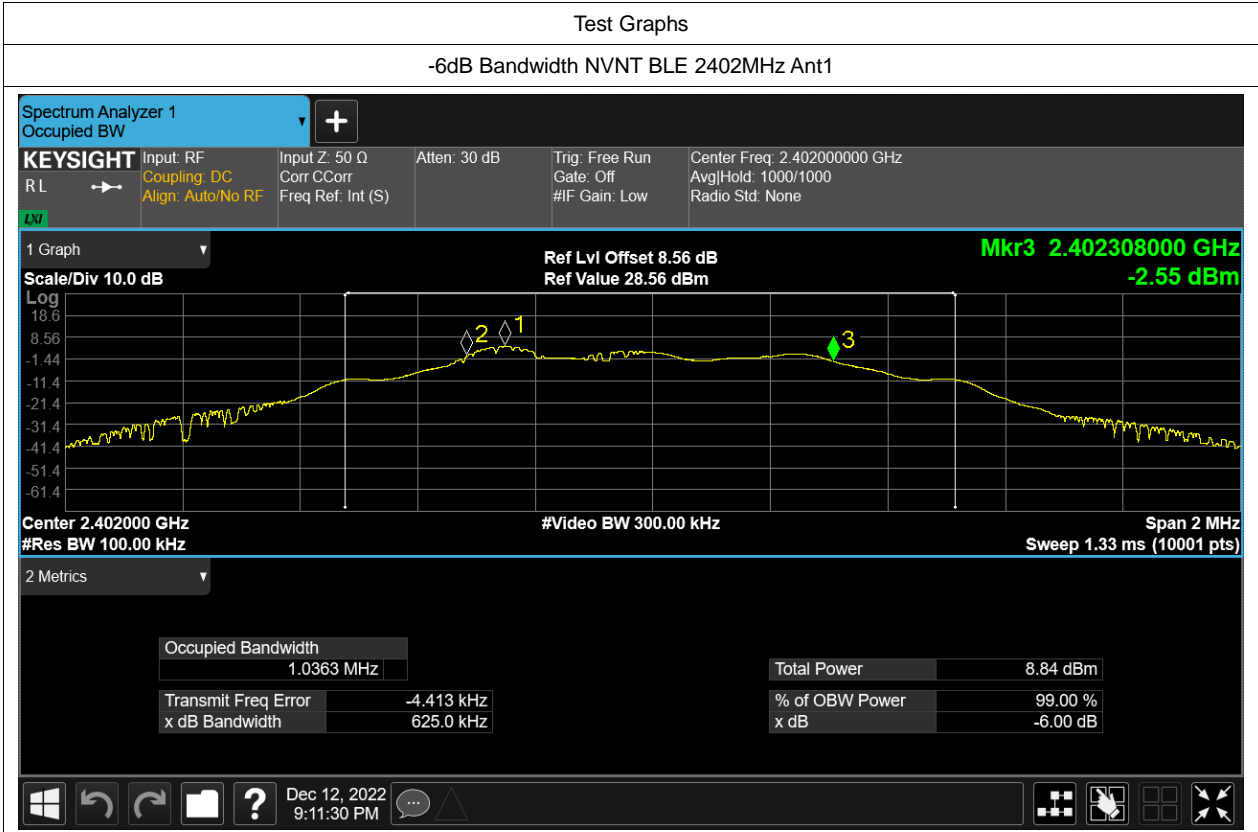 Test Graphs
-6dB Bandwidth NVNT BLE 2402MHz Ant1
Spectrum Analyzer 1
Occupied BW
KEYSIGHT
R L
LXI
Input: RF
Coupling: DC
Align: Auto/No RF
Input Z: 50 Ω
Corr CCorr
Freq Ref: Int (S)
Atten: 30 dB
Trig: Free Run
Gate: Off
#IF Gain: Low
Center Freq: 2.402000000 GHz
Avg|Hold: 1000/1000
Radio Std: None
1 Graph
Scale/Div 10.0 dB
Ref Lvl Offset 8.56 dB
Ref Value 28.56 dBm
Mkr3 2.402308000 GHz
-2.55 dBm
Log
18.6
8.56
-1.44
-11.4
-21.4
-31.4
-41.4
-51.4
-61.4
2
1
3
Center 2.402000 GHz
#Res BW 100.00 kHz
#Video BW 300.00 kHz
Span 2 MHz
Sweep 1.33 ms (10001 pts)
2 Metrics
Occupied Bandwidth
1.0363 MHz
Total Power 8.84 dBm
Transmit Freq Error -4.413 kHz
% of OBW Power 99.00 %
x dB Bandwidth 625.0 kHz
x dB -6.00 dB
?
Dec 12, 2022
9:11:30 PM